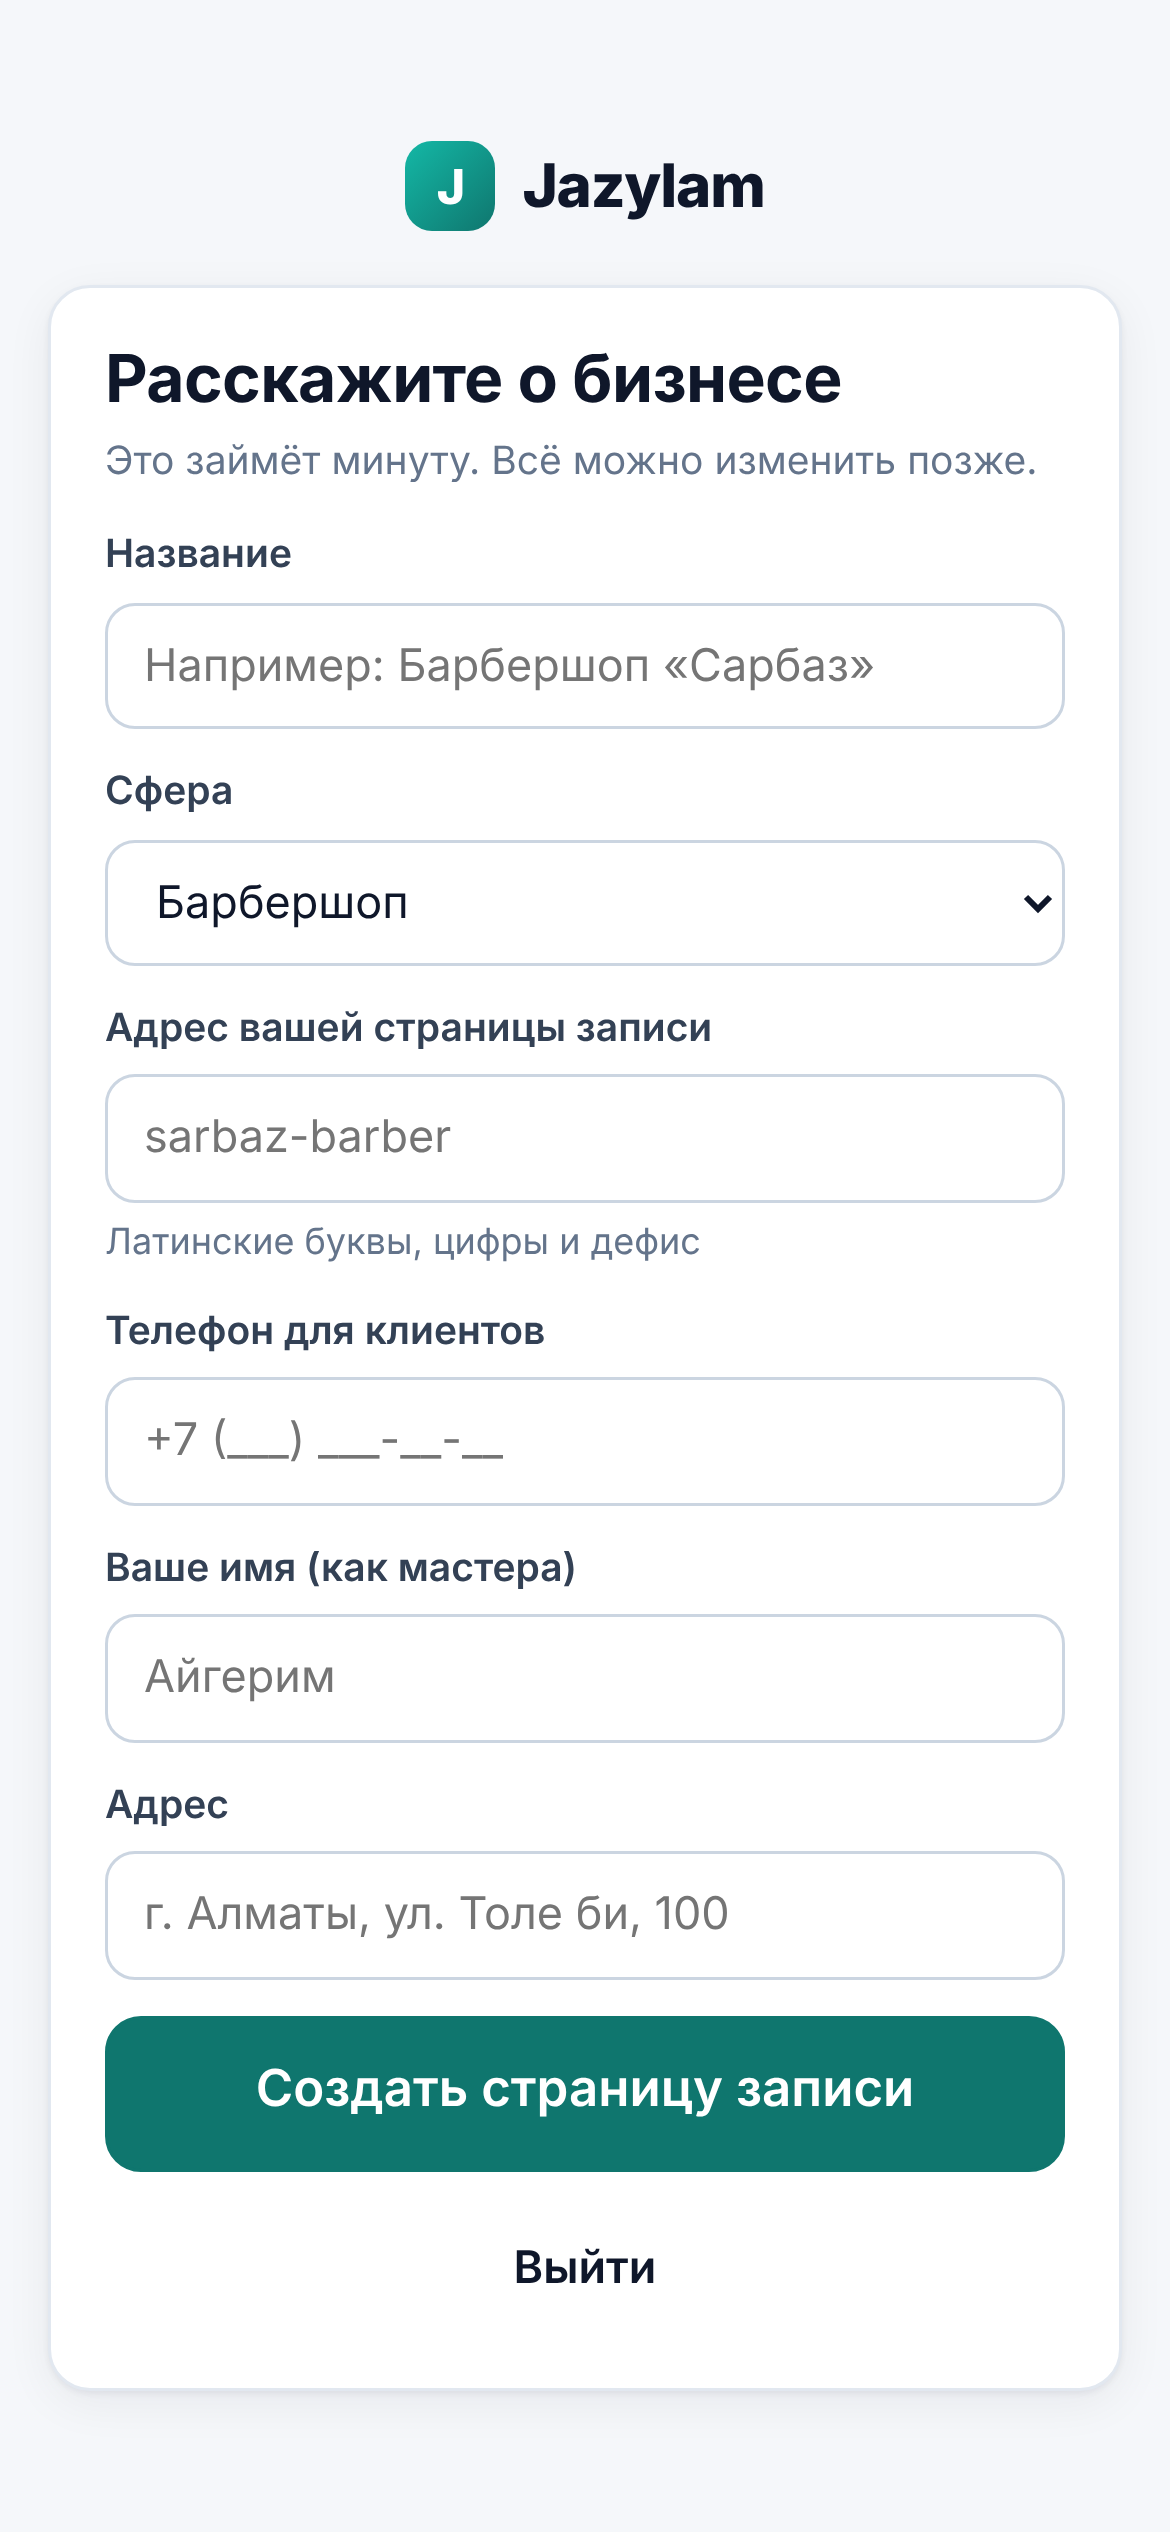 J Jazylam
Расскажите о бизнесе
Это займёт минуту. Всё можно изменить позже.
Название
Например: Барбершоп «Сарбаз»
Сфера
Барбершоп
Адрес вашей страницы записи
sarbaz-barber
Латинские буквы, цифры и дефис
Телефон для клиентов
+7 (___) ___-__-__
Ваше имя (как мастера)
Айгерим
Адрес
г. Алматы, ул. Толе би, 100
Создать страницу записи
Выйти